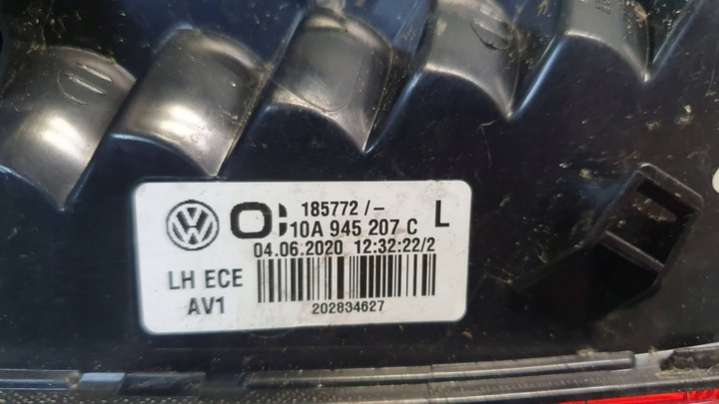 185772 /-
10A 945 207 C L
04.06.2020 12:32:22/2
LH ECE
AV1
202834627